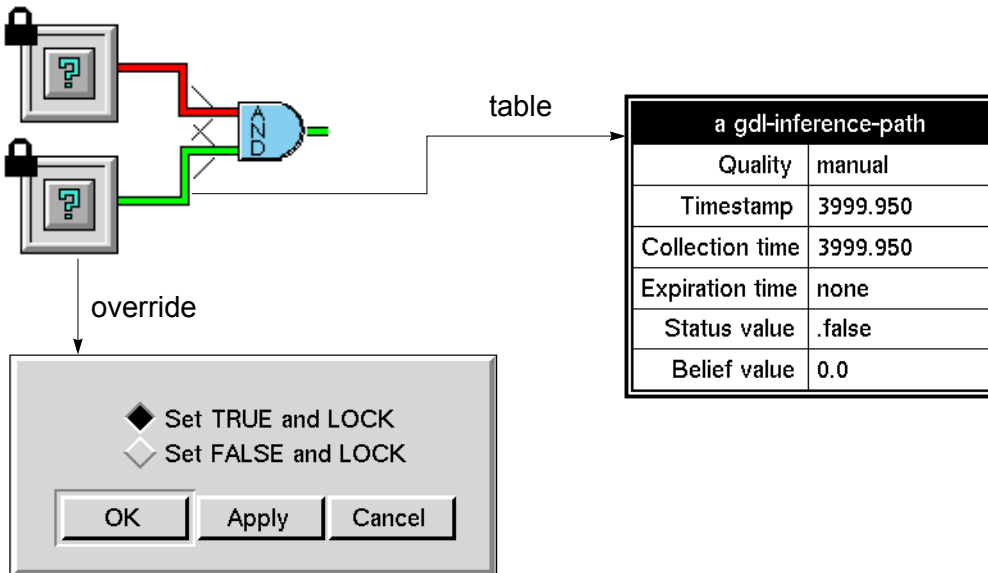 ?
?
AND
table
a gdl-inference-path
Quality manual
Timestamp 3999.950
Collection time 3999.950
Expiration time none
Status value .false
Belief value 0.0
override
Set TRUE and LOCK
Set FALSE and LOCK
OK Apply Cancel